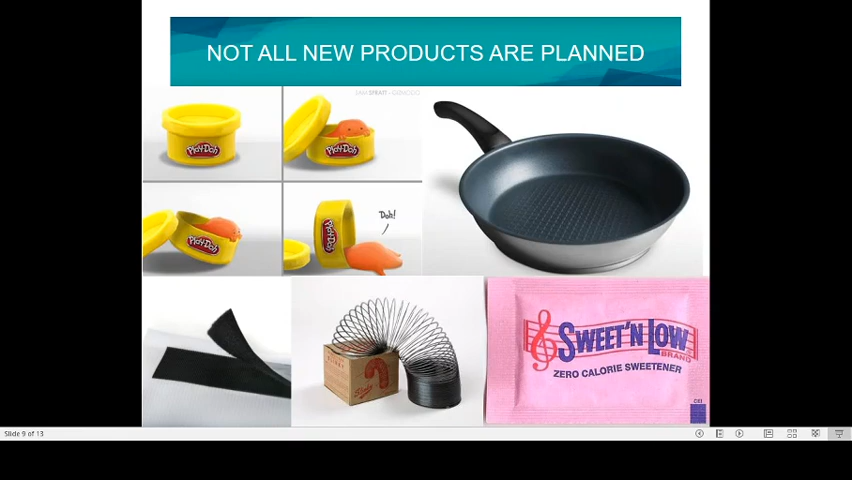 NOT ALL NEW PRODUCTS ARE PLANNED
SAM SPRATT - GIZMODO
Play-Doh
Play-Doh
Play-Doh
Play-Doh
Doh!
SWEET'N LOW
BRAND
ZERO CALORIE SWEETENER
Slide 9 of 13